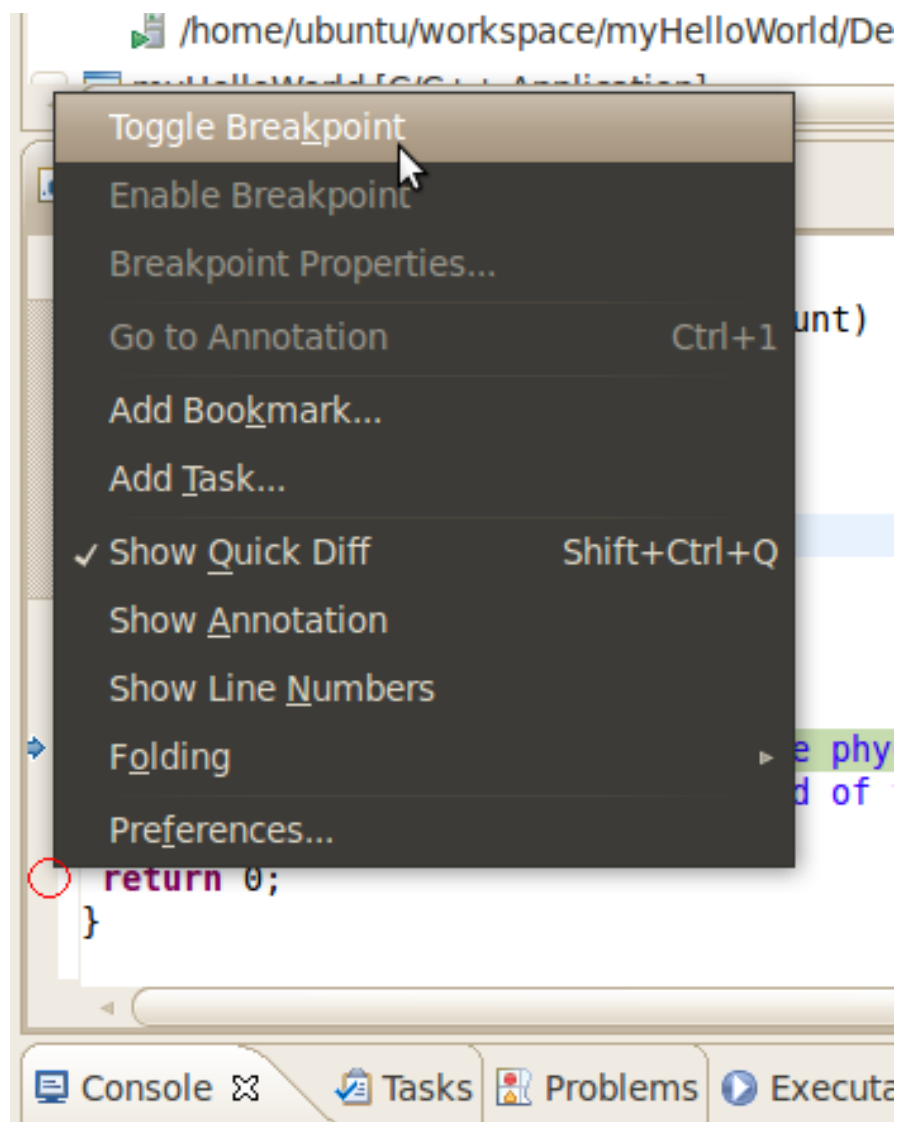 /home/ubuntu/workspace/myHelloWorld/De
myHelloWorld [C/C++ Application]
Toggle Breakpoint
Enable Breakpoint
Breakpoint Properties...
unt)
Go to Annotation Ctrl+1
Add Bookmark...
Add Task...
✓ Show Quick Diff Shift+Ctrl+Q
Show Annotation
Show Line Numbers
Folding
e phy
d of
Preferences...
return 0;
}
Console Tasks Problems Executa